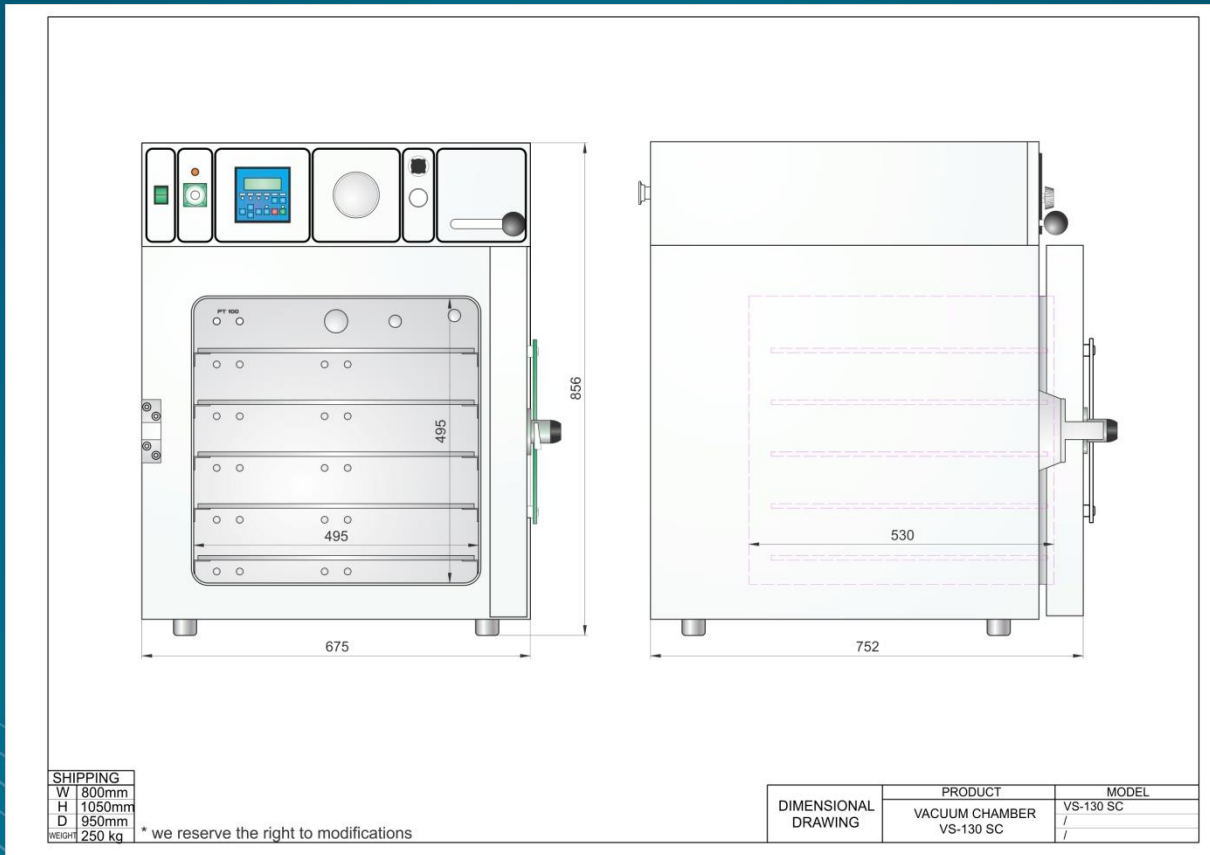 PT 100
495
495
856
675
530
752
SHIPPING
W 800mm
H 1050mm
D 950mm
WEIGHT 250 kg
* we reserve the right to modifications
DIMENSIONAL
DRAWING
PRODUCT
VACUUM CHAMBER
VS-130 SC
MODEL
VS-130 SC
/
/